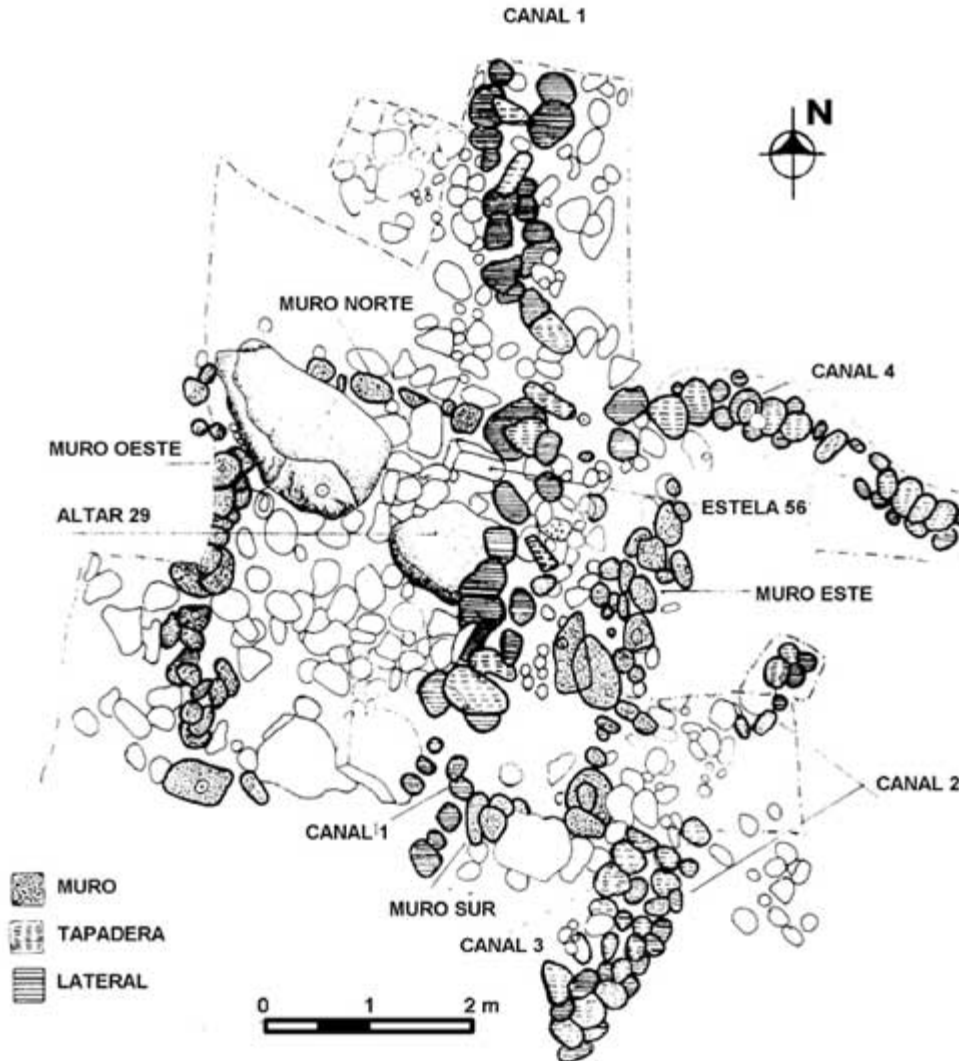 CANAL 1
N
MURO NORTE
CANAL 4
MURO OESTE
ALTAR 29
ESTELA 56
MURO ESTE
CANAL 2
CANAL 1
MURO
MURO SUR
TAPADERA
CANAL 3
LATERAL
0 1 2 m